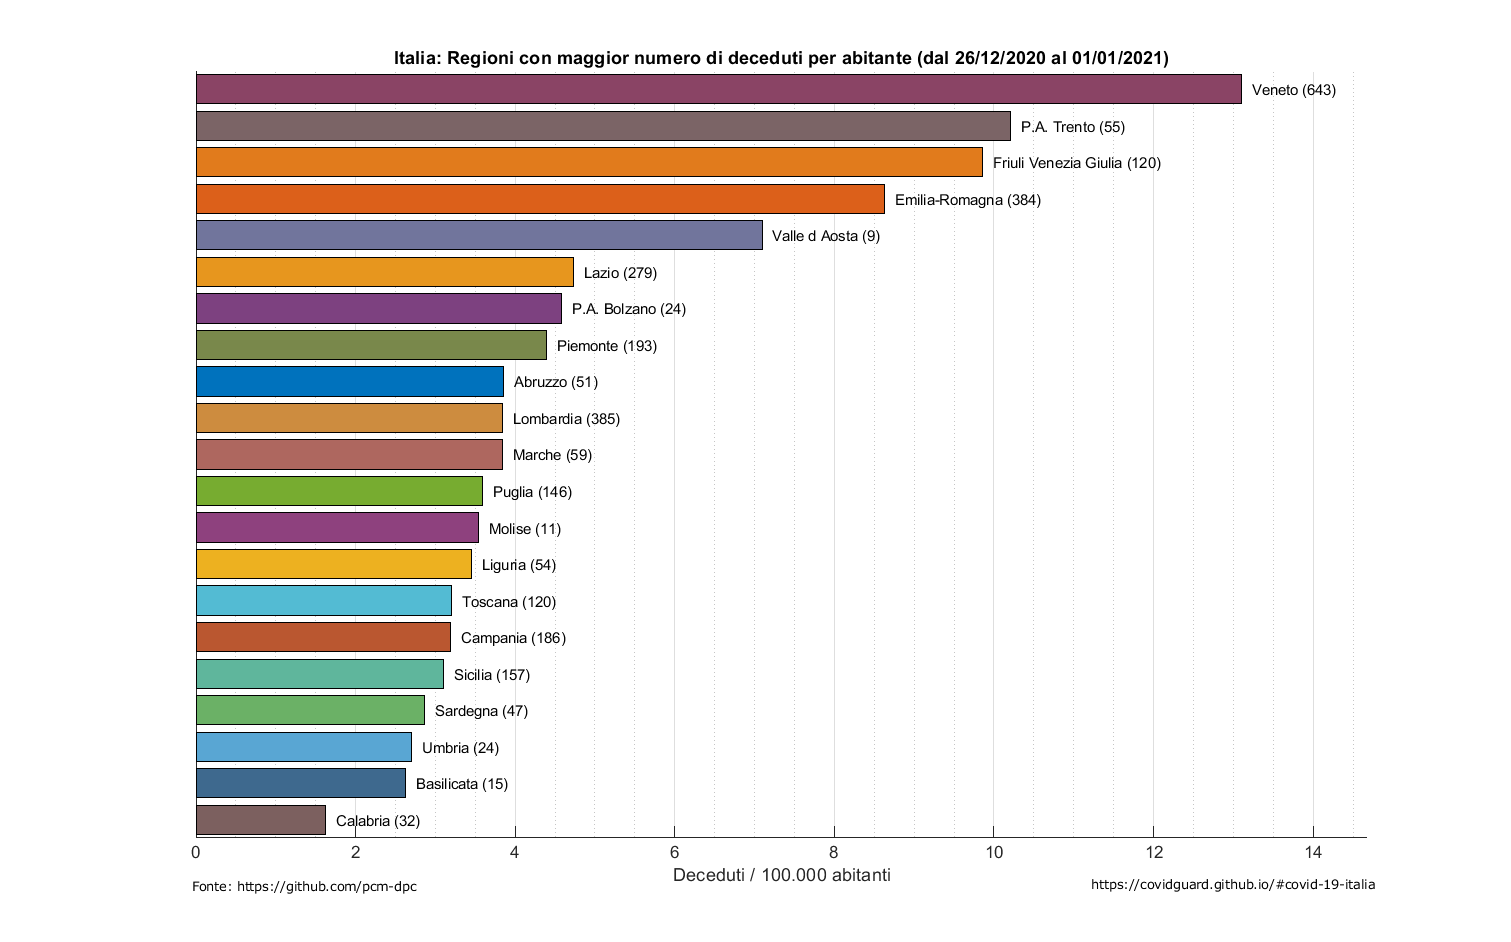 Italia: Regioni con maggior numero di deceduti per abitante (dal 26/12/2020 al 01/01/2021)
Veneto (643)
P.A. Trento (55)
Friuli Venezia Giulia (120)
Emilia-Romagna (384)
Valle d Aosta (9)
Lazio (279)
P.A. Bolzano (24)
Piemonte (193)
Abruzzo (51)
Lombardia (385)
Marche (59)
Puglia (146)
Molise (11)
Liguria (54)
Toscana (120)
Campania (186)
Sicilia (157)
Sardegna (47)
Umbria (24)
Basilicata (15)
Calabria (32)
0 2 4 6 8 10 12 14
Deceduti / 100.000 abitanti
Fonte: https://github.com/pcm-dpc
https://covidguard.github.io/#covid-19-italia